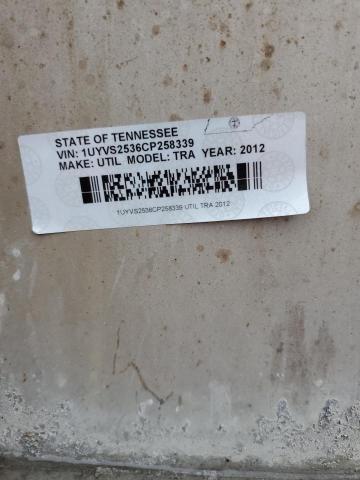 STATE OF TENNESSEE
VIN: 1UYVS2536CP258339
MAKE: UTIL MODEL: TRA YEAR: 2012
1UYVS2536CP258339 UTIL TRA 2012